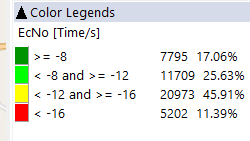 Color Legends
EcNo [Time/s]
>= -8 7795 17.06%
< -8 and >= -12 11709 25.63%
< -12 and >= -16 20973 45.91%
< -16 5202 11.39%